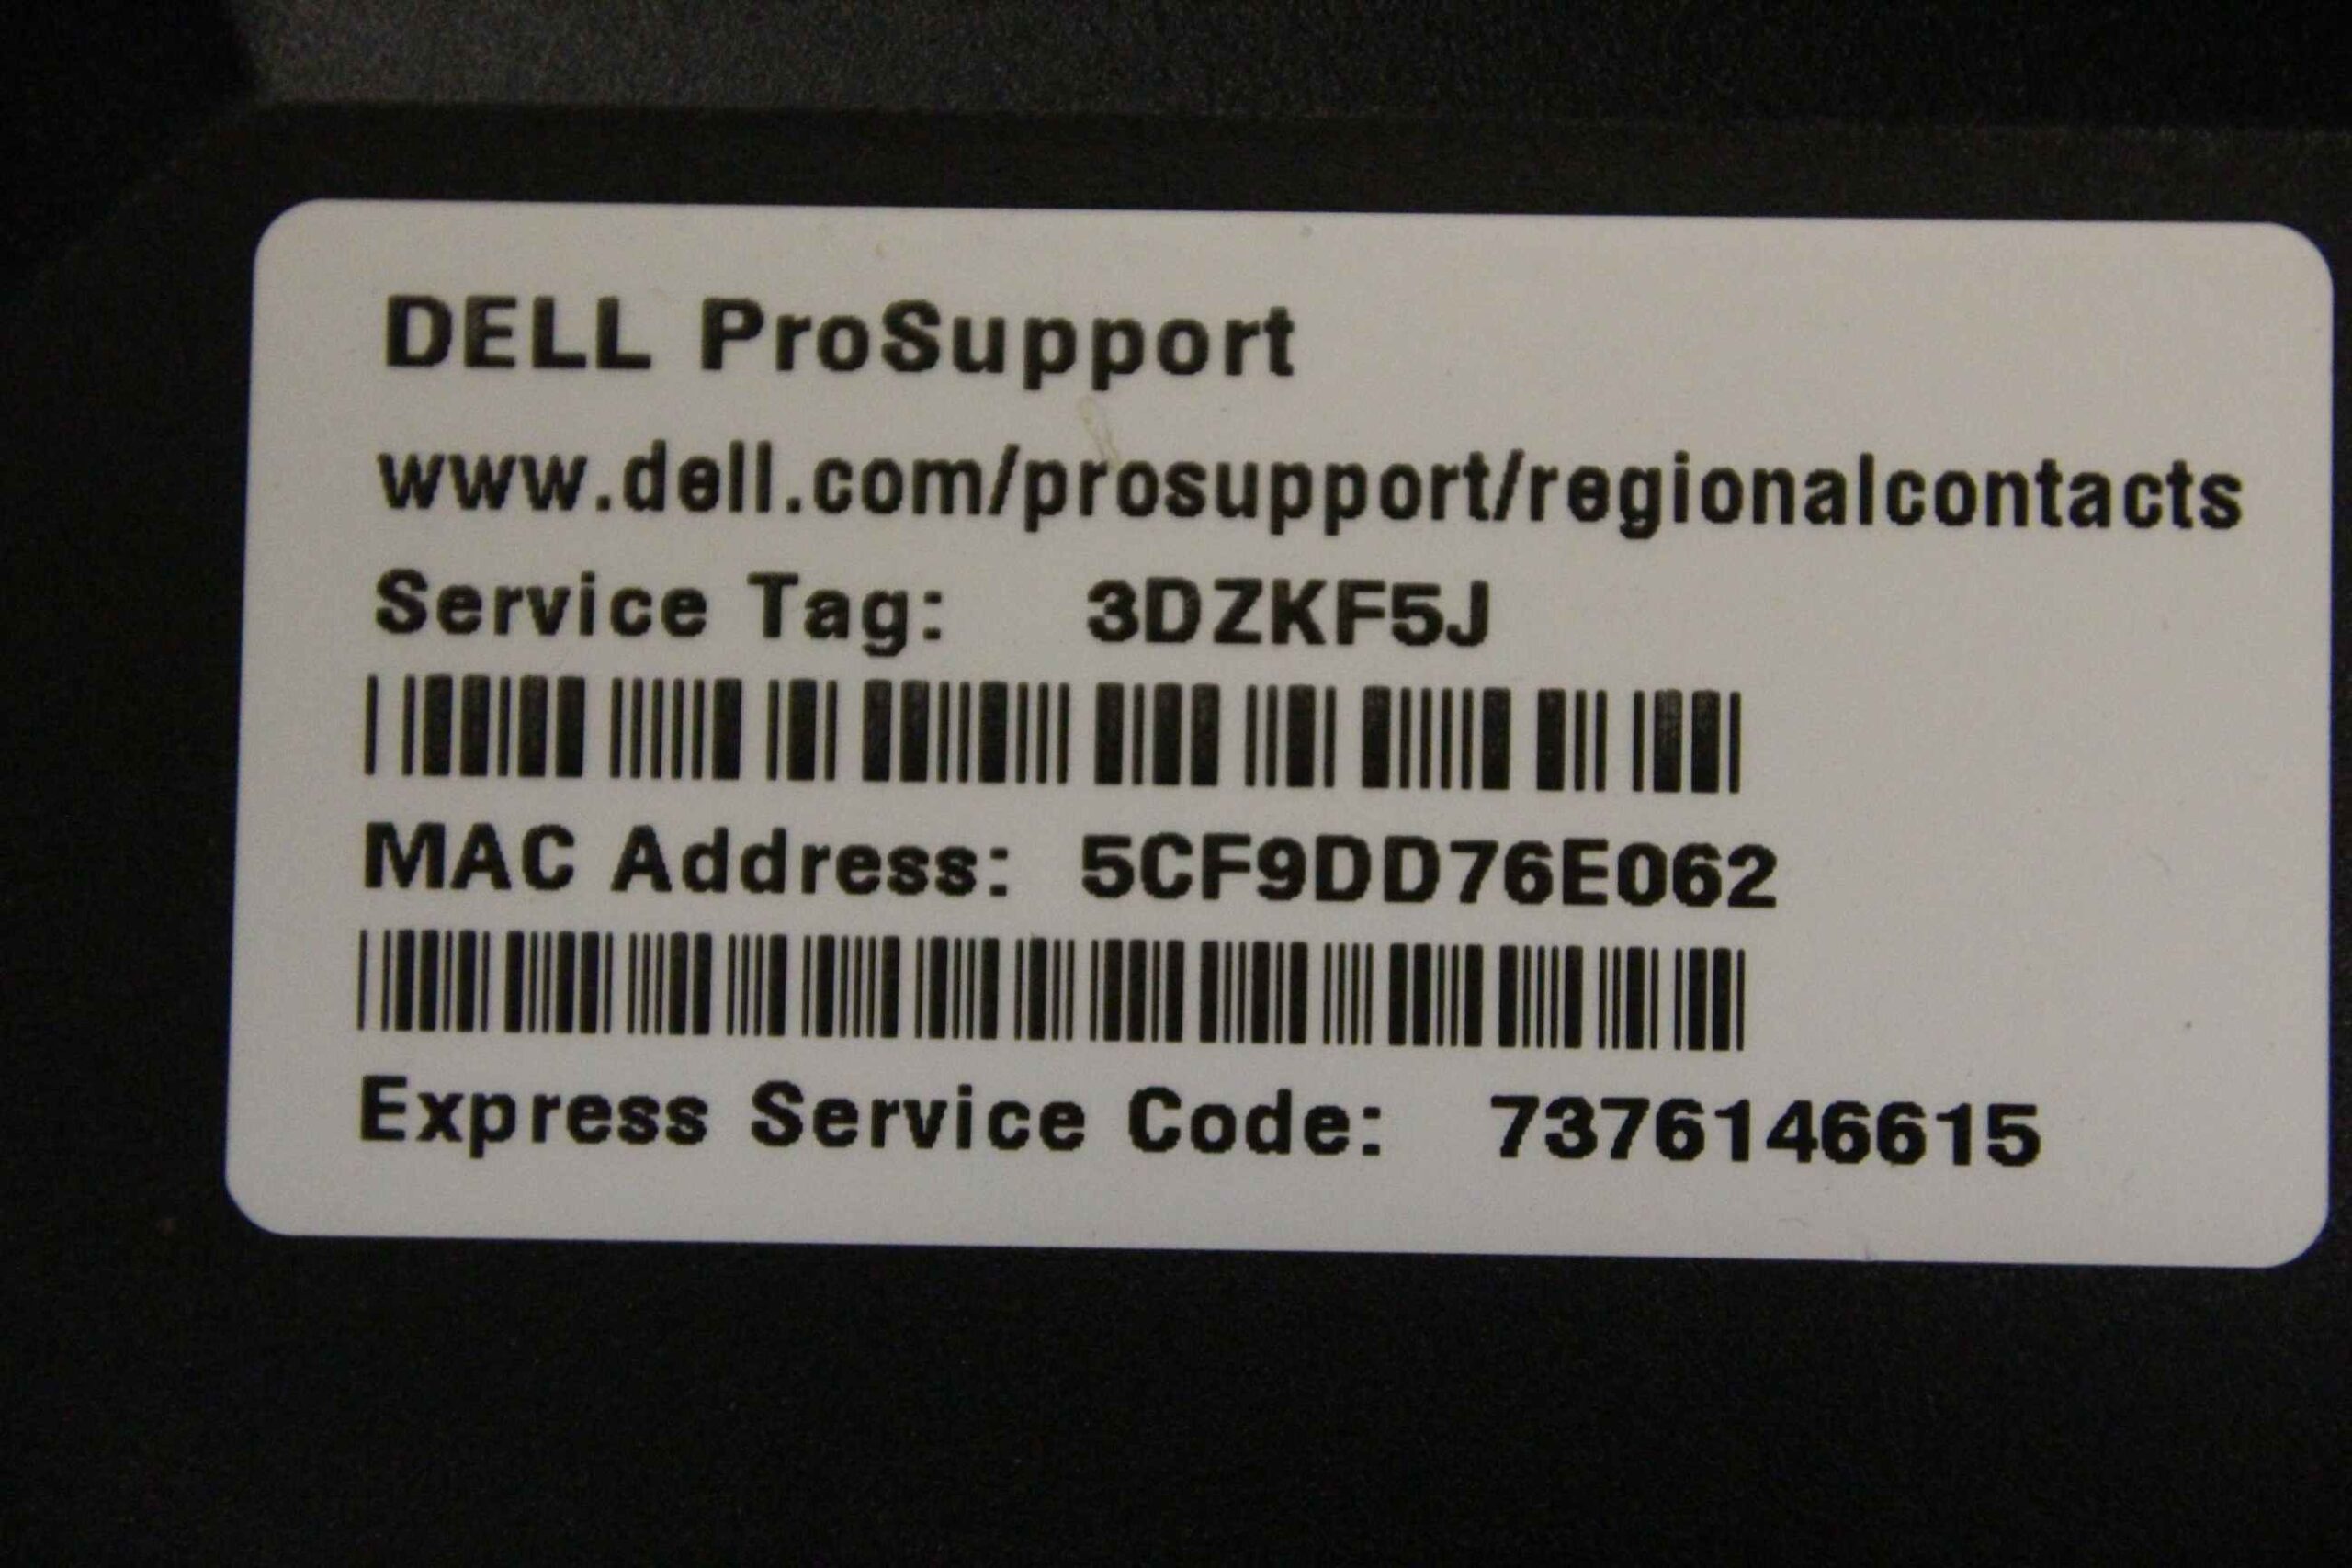 DELL ProSupport
www.dell.com/prosupport/regionalcontacts
Service Tag: 3DZKF5J
MAC Address: 5CF9DD76E062
Express Service Code: 7376146615